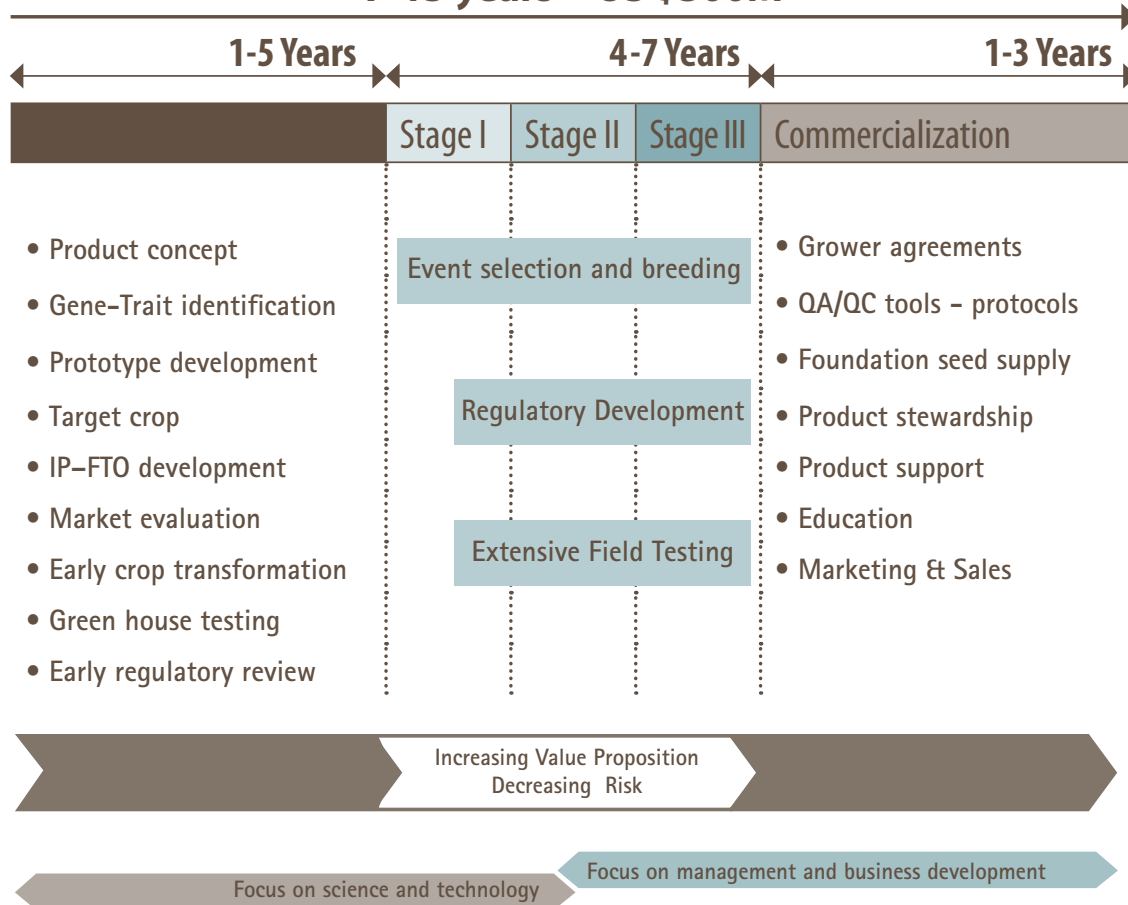 1-5 Years
4-7 Years
1-3 Years
Stage I
Stage II
Stage III
Commercialization
• Product concept
• Gene-Trait identification
• Prototype development
• Target crop
• IP-FTO development
• Market evaluation
• Early crop transformation
• Green house testing
• Early regulatory review
Event selection and breeding
Regulatory Development
Extensive Field Testing
• Grower agreements
• QA/QC tools - protocols
• Foundation seed supply
• Product stewardship
• Product support
• Education
• Marketing & Sales
Increasing Value Proposition
Decreasing Risk
Focus on management and business development
Focus on science and technology